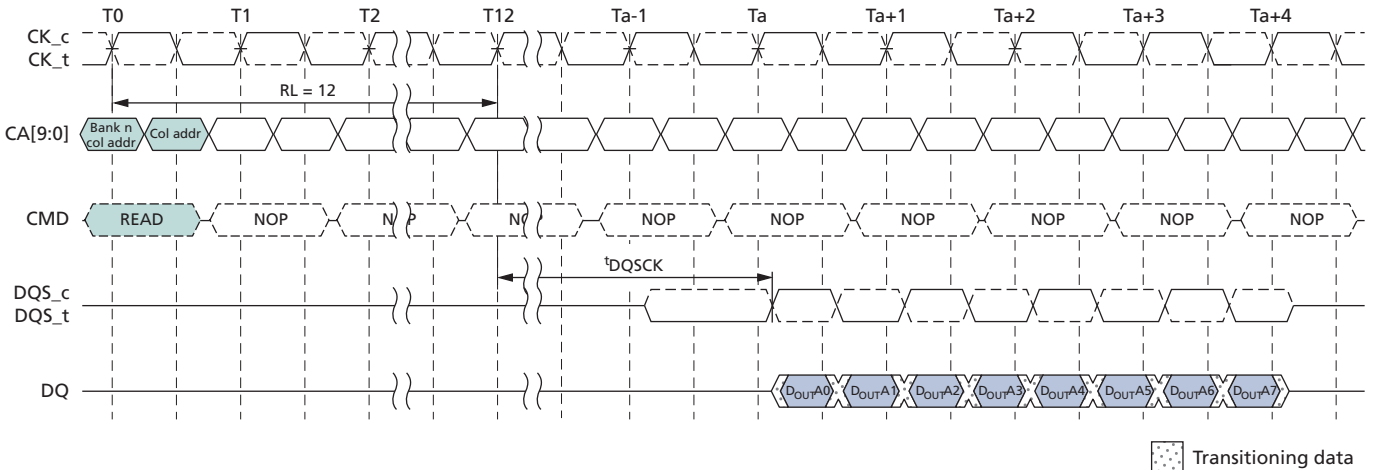 T0 T1 T2 T12 Ta-1 Ta Ta+1 Ta+2 Ta+3 Ta+4
CK_c
CK_t
RL = 12
CA[9:0] Bank n col addr Col addr
CMD READ NOP NOP NOP NOP NOP NOP NOP NOP NOP
tDQSCK
DQS_c
DQS_t
DQ DOUTA0 DOUTA1 DOUTA2 DOUTA3 DOUTA4 DOUTA5 DOUTA6 DOUTA7
Transitioning data